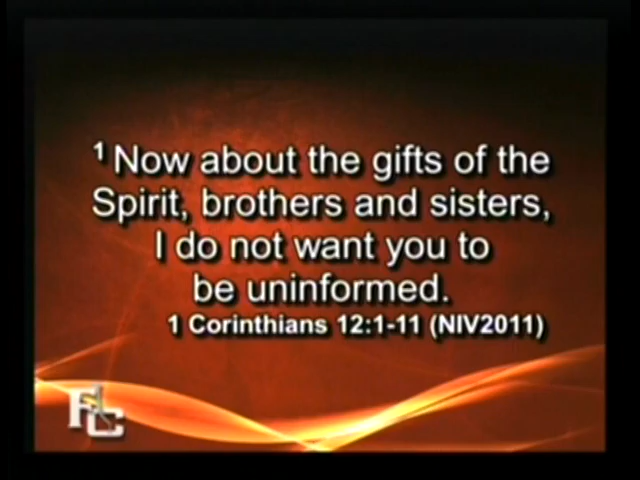 1 Now about the gifts of the
Spirit, brothers and sisters,
I do not want you to
be uninformed.
1 Corinthians 12:1-11 (NIV2011)
FLC